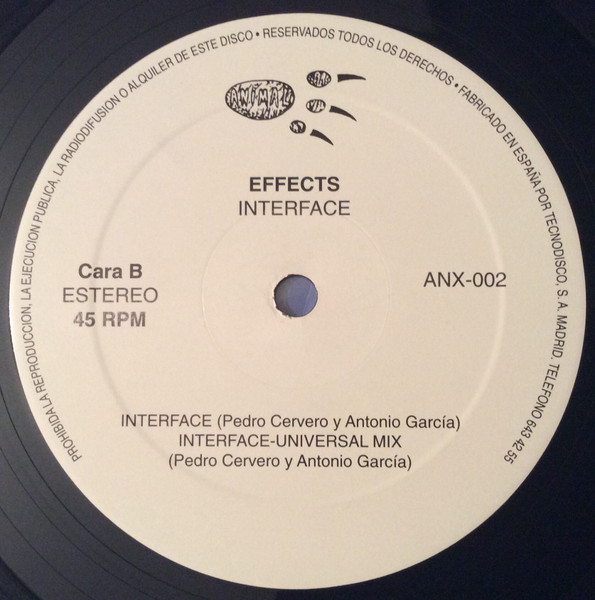 PROHIBIDA LA REPRODUCCION, LA EJECUCION PUBLICA, LA RADIODIFUSION O ALQUILER DE ESTE DISCO • RESERVADOS TODOS LOS DERECHOS • FABRICADO EN ESPAÑA POR TECNODISCO, S. A. MADRID. TELEFONO 643 42 55
ANIMAL
EFFECTS
INTERFACE
Cara B
ESTEREO
45 RPM
ANX-002
INTERFACE (Pedro Cervero y Antonio García)
INTERFACE-UNIVERSAL MIX
(Pedro Cervero y Antonio García)